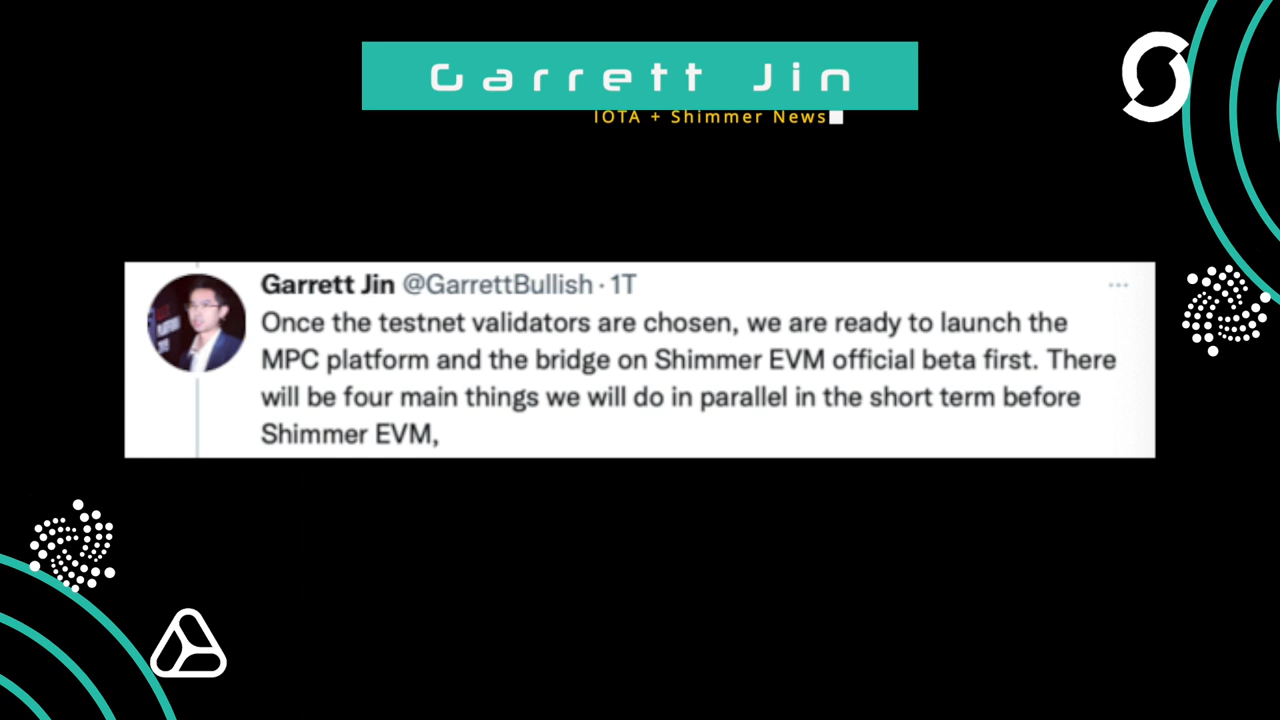 Garrett Jin
IOTA + Shimmer News
Garrett Jin @GarrettBullish · 1T
Once the testnet validators are chosen, we are ready to launch the
MPC platform and the bridge on Shimmer EVM official beta first. There
will be four main things we will do in parallel in the short term before
Shimmer EVM,